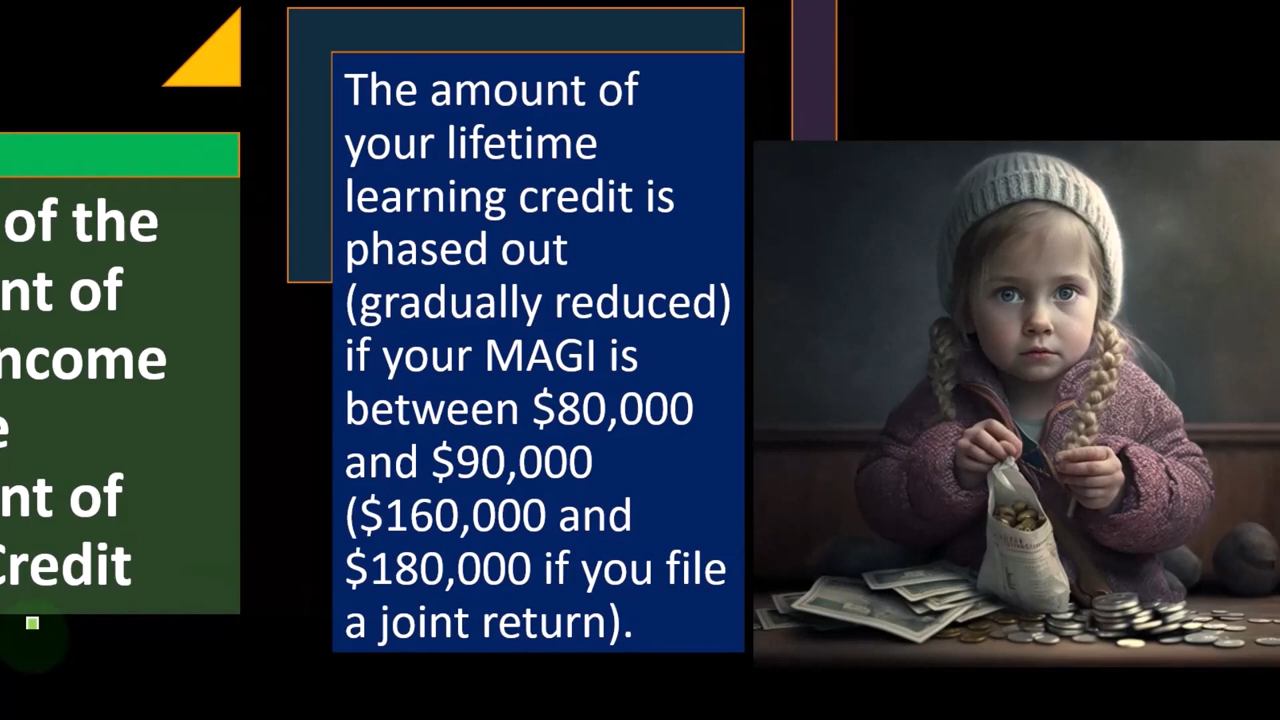 of the
nt of
ncome
e
nt of
Credit
The amount of
your lifetime
learning credit is
phased out
(gradually reduced)
if your MAGI is
between $80,000
and $90,000
($160,000 and
$180,000 if you file
a joint return).